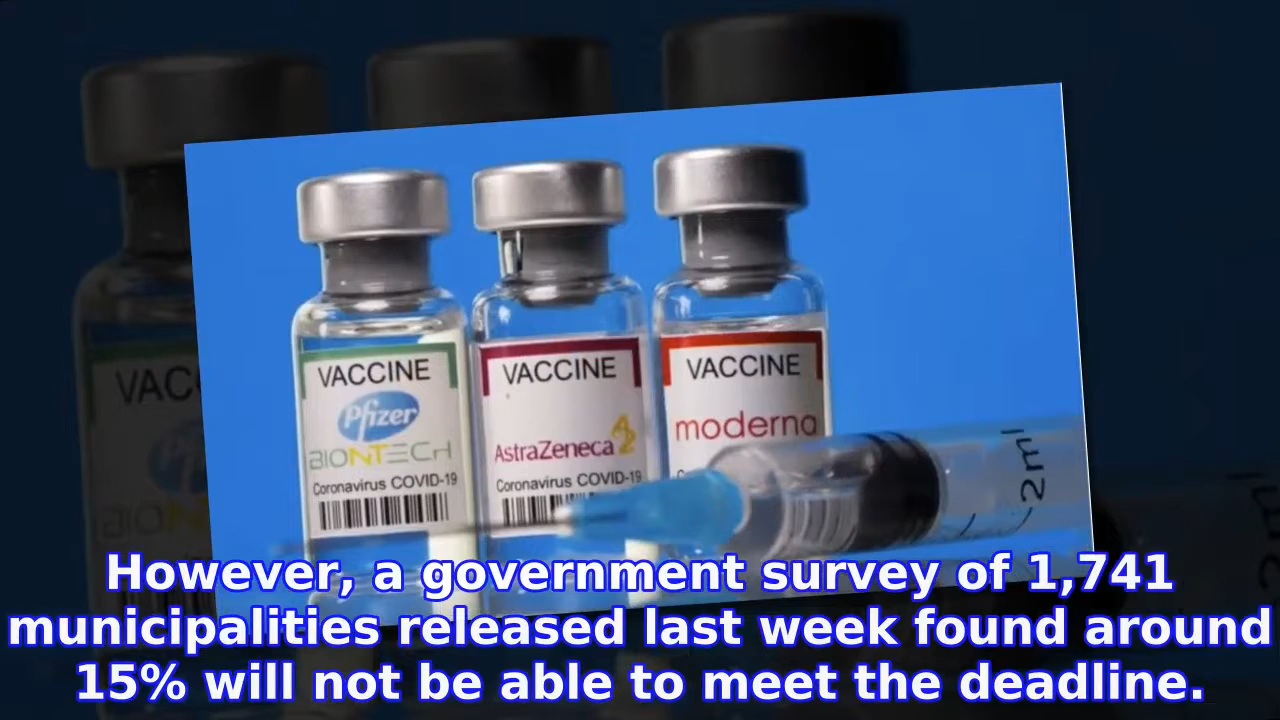 VACCINE
Pfizer
BIONTECH
Coronavirus COVID-19
VACCINE
AstraZeneca
Coronavirus COVID-19
VACCINE
moderna
2ml
However, a government survey of 1,741
municipalities released last week found around
15% will not be able to meet the deadline.